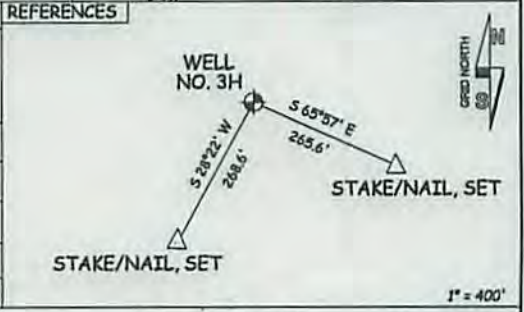 REFERENCES
WELL
NO. 3H
GRID NORTH
N
S 65°57' E
265.6'
S 28°22' W
268.6'
STAKE/NAIL, SET
STAKE/NAIL, SET
1" = 400'